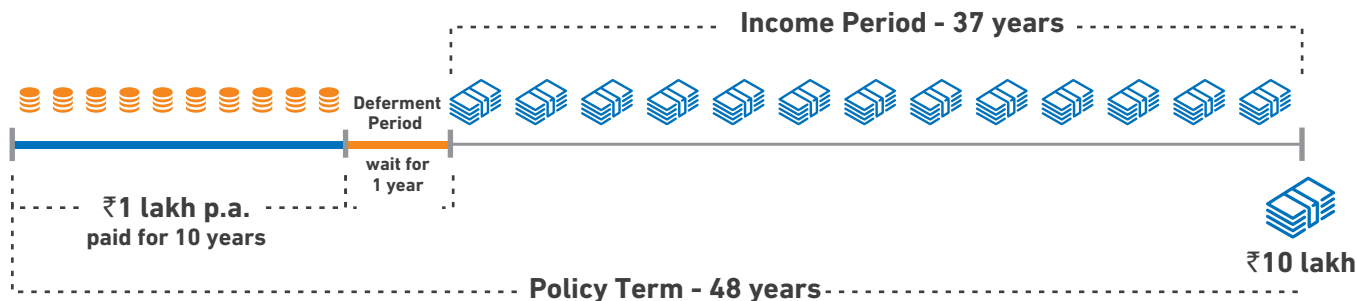 Income Period - 37 years
Deferment
Period
wait for
1 year
₹1 lakh p.a.
paid for 10 years
₹10 lakh
Policy Term - 48 years